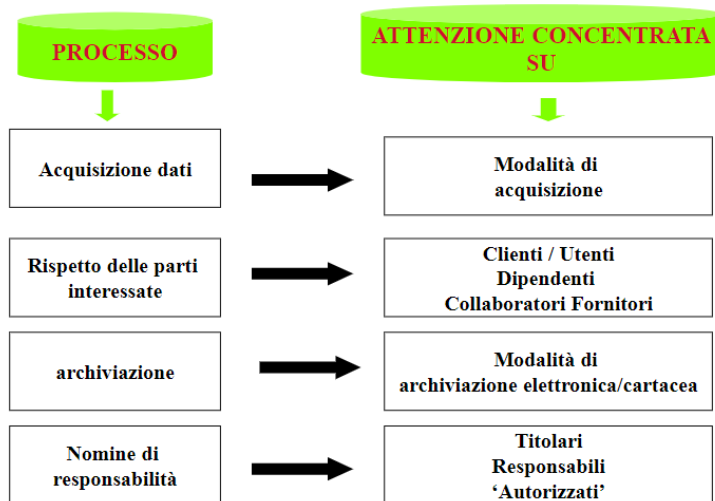 PROCESSO
ATTENZIONE CONCENTRATA
SU
Acquisizione dati
Modalità di
acquisizione
Rispetto delle parti
interessate
Clienti / Utenti
Dipendenti
Collaboratori Fornitori
archiviazione
Modalità di
archiviazione elettronica/cartacea
Nomine di
responsabilità
Titolari
Responsabili
‘Autorizzati’